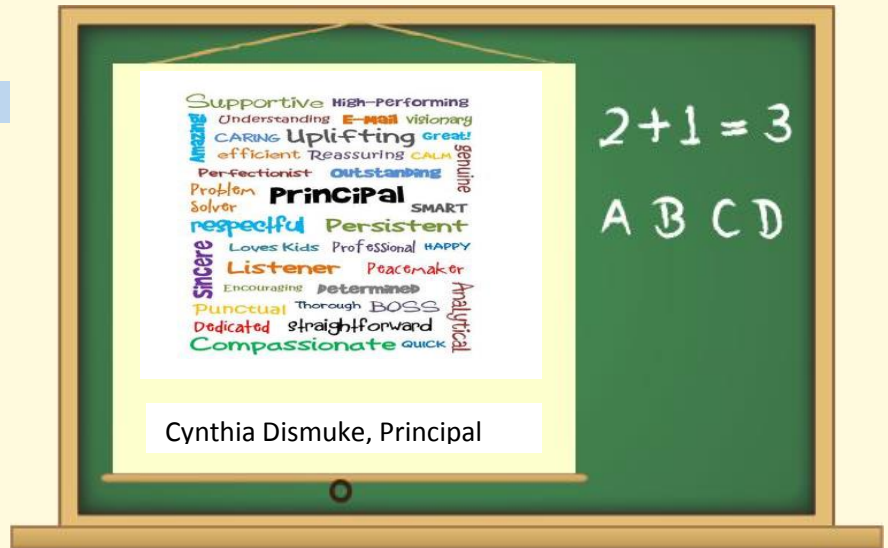 Supportive High-Performing
Amazing!
Understanding E-mail visionary
CARING Uplifting Great!
efficient Reassuring CALM
genuine
Perfectionist Outstanding
Problem Solver
Principal
SMART
respectful Persistent
sincere
Loves Kids Professional HAPPY
Listener Peacemaker
Encouraging Determined
Analytical
Punctual Thorough BOSS
Dedicated straightforward
Compassionate QUICK
Cynthia Dismuke, Principal
2+1=3
A B C D